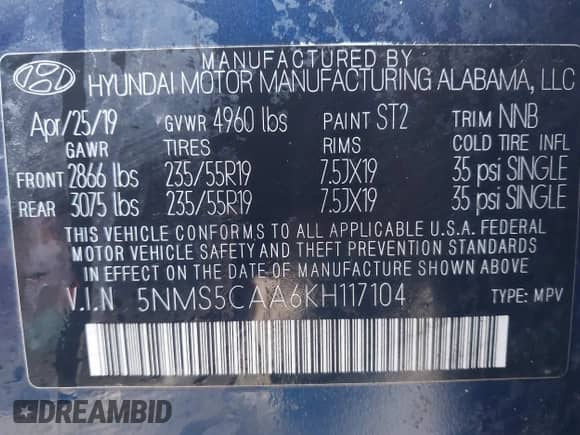 MANUFACTURED BY
HYUNDAI MOTOR MANUFACTURING ALABAMA, LLC
Apr/25/19 GVWR 4960 lbs PAINT ST2 TRIM NNB
GAWR TIRES RIMS COLD TIRE INFL
FRONT 2866 lbs 235/55R19 7.5JX19 35 psi SINGLE
REAR 3075 lbs 235/55R19 7.5JX19 35 psi SINGLE
THIS VEHICLE CONFORMS TO ALL APPLICABLE U.S.A. FEDERAL
MOTOR VEHICLE SAFETY AND THEFT PREVENTION STANDARDS
IN EFFECT ON THE DATE OF MANUFACTURE SHOWN ABOVE.
V.I.N 5NMS5CAA6KH117104 TYPE: MPV
DREAMBID